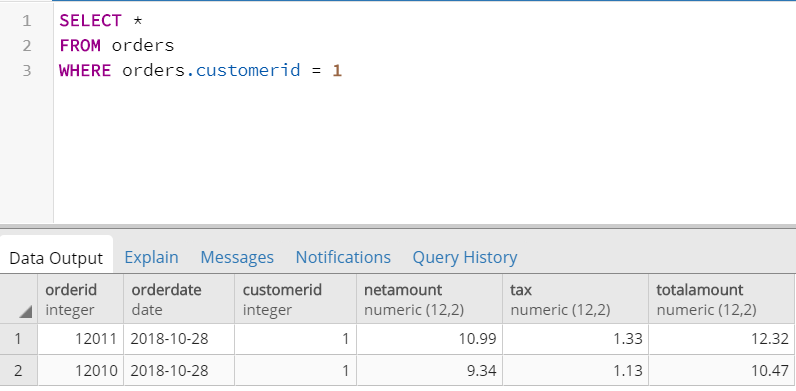 1 SELECT *
2 FROM orders
3 WHERE orders.customerid = 1
Data Output Explain Messages Notifications Query History
orderid orderdate customerid netamount tax totalamount
integer date integer numeric (12,2) numeric (12,2) numeric (12,2)
1 12011 2018-10-28 1 10.99 1.33 12.32
2 12010 2018-10-28 1 9.34 1.13 10.47